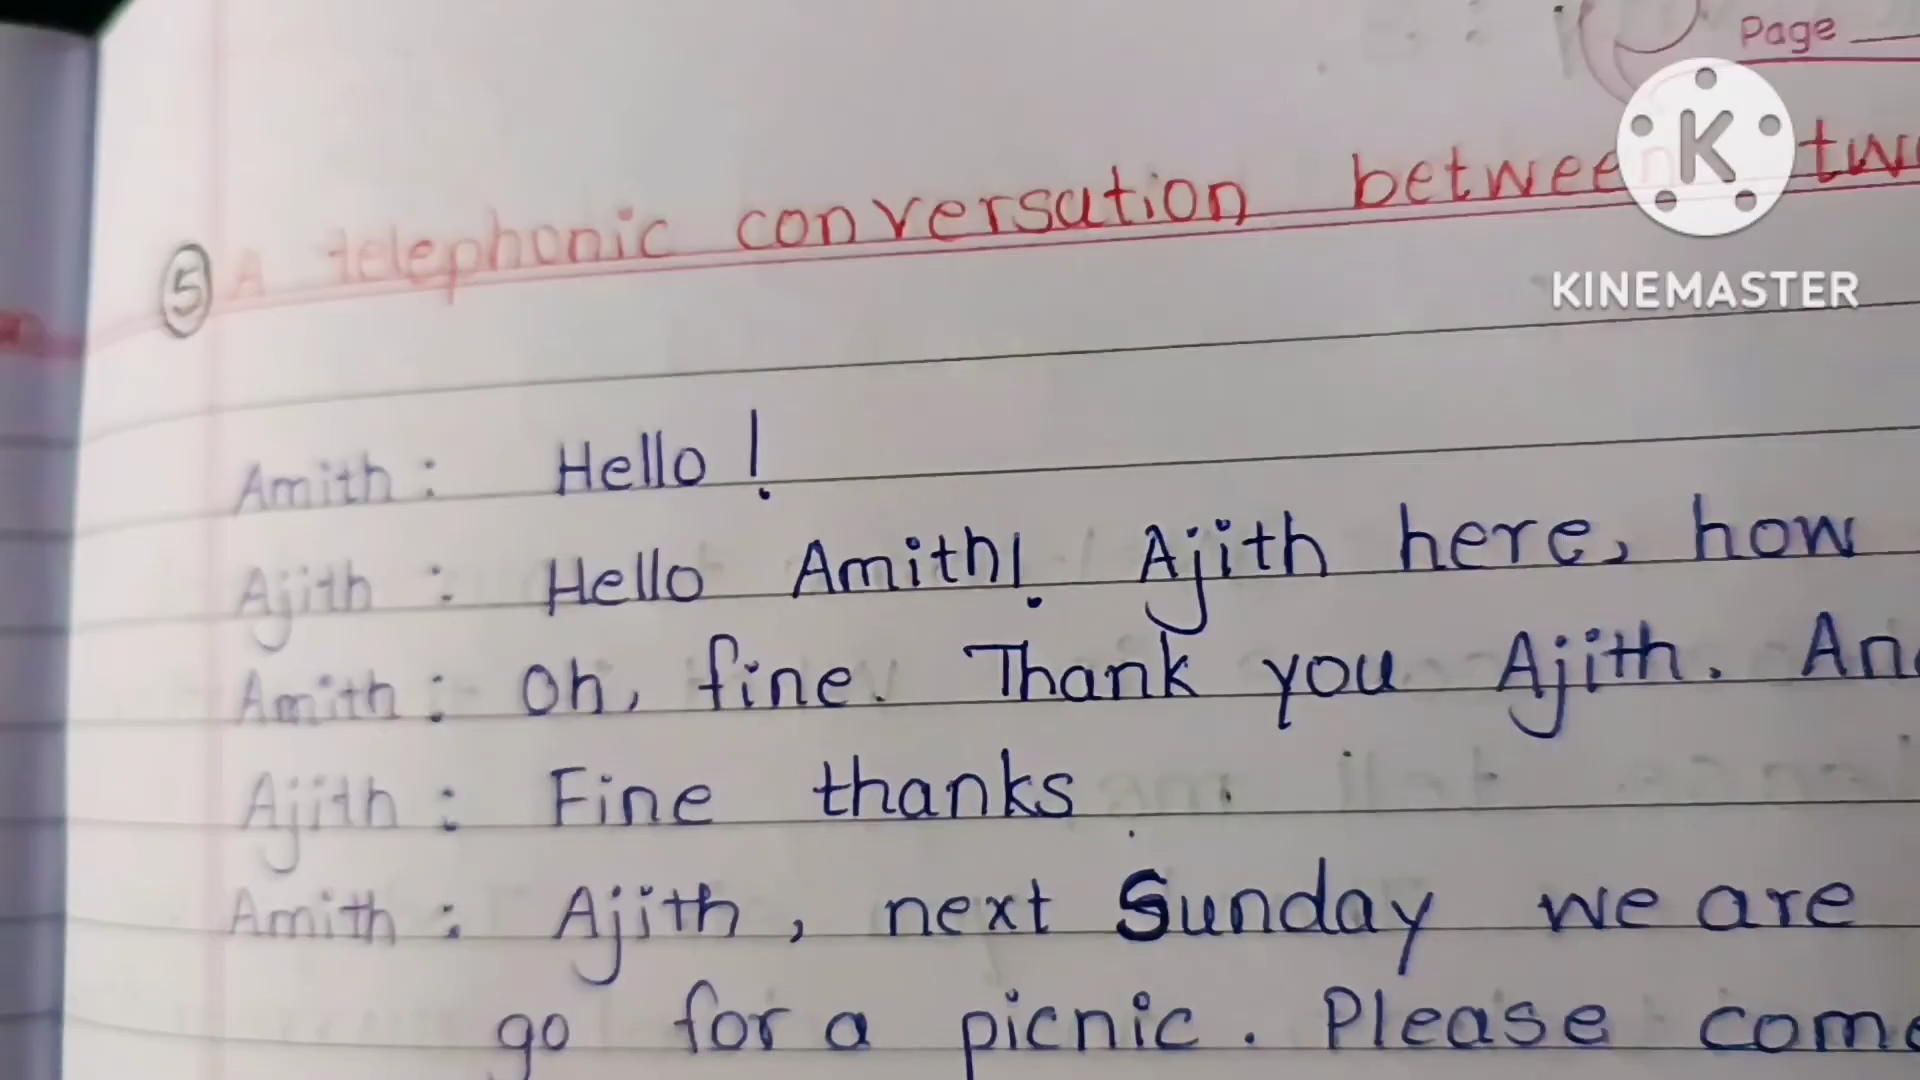 Page
5 A telephonic conversation between
K
KINEMASTER
Amith : Hello !
Ajith : Hello Amith! Ajith here, how
Amith : Oh, fine. Thank you Ajith.
Ajith : Fine thanks
Amith : Ajith, next Sunday we are
go for a picnic. Please